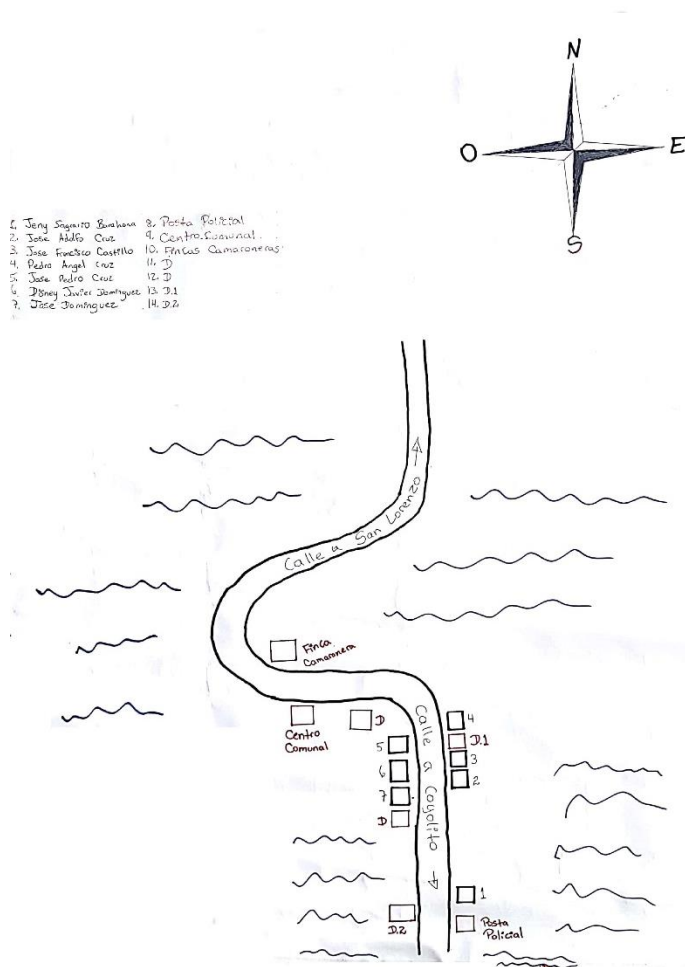 N
O
E
S
1. Jeny Sagrario Barahona
2. Jose Adolfo Cruz
3. Jose Francisco Castillo
4. Pedro Angel Cruz
5. Jose Pedro Cruz
6. Disney Javier Dominguez
7. Jose Dominguez
8. Posta Policial
9. Centro Comunal
10. Fincas Camaroneras
11. D
12. D
13. D.1
14. D.2
Calle a San Lorenzo
Finca
Camaronera
Centro
Comunal
D
Calle a Coyolito
4
D.1
3
2
5
6
7
D
D.2
1
Posta
Policial